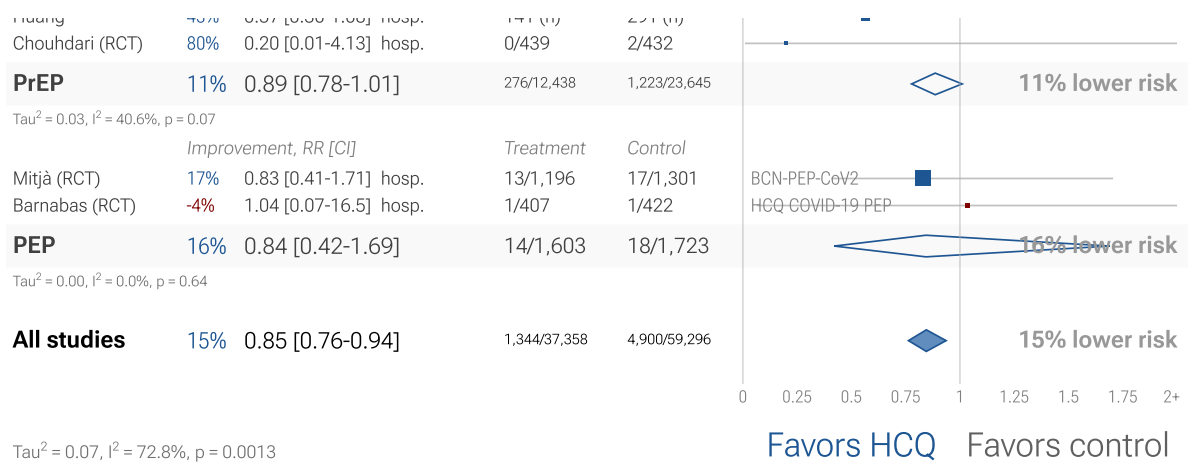 Chouhdari (RCT) 80% 0.20 [0.01-4.13] hosp. 0/439 2/432
PrEP 11% 0.89 [0.78-1.01] 276/12,438 1,223/23,645 11% lower risk
Tau² = 0.03, I² = 40.6%, p = 0.07
Improvement, RR [CI] Treatment Control
Mitjà (RCT) 17% 0.83 [0.41-1.71] hosp. 13/1,196 17/1,301 BCN-PEP-CoV2
Barnabas (RCT) -4% 1.04 [0.07-16.5] hosp. 1/407 1/422 HCQ COVID-19 PEP
PEP 16% 0.84 [0.42-1.69] 14/1,603 18/1,723 16% lower risk
Tau² = 0.00, I² = 0.0%, p = 0.64
All studies 15% 0.85 [0.76-0.94] 1,344/37,358 4,900/59,296 15% lower risk
0 0.25 0.5 0.75 1 1.25 1.5 1.75 2+
Tau² = 0.07, I² = 72.8%, p = 0.0013 Favors HCQ Favors control